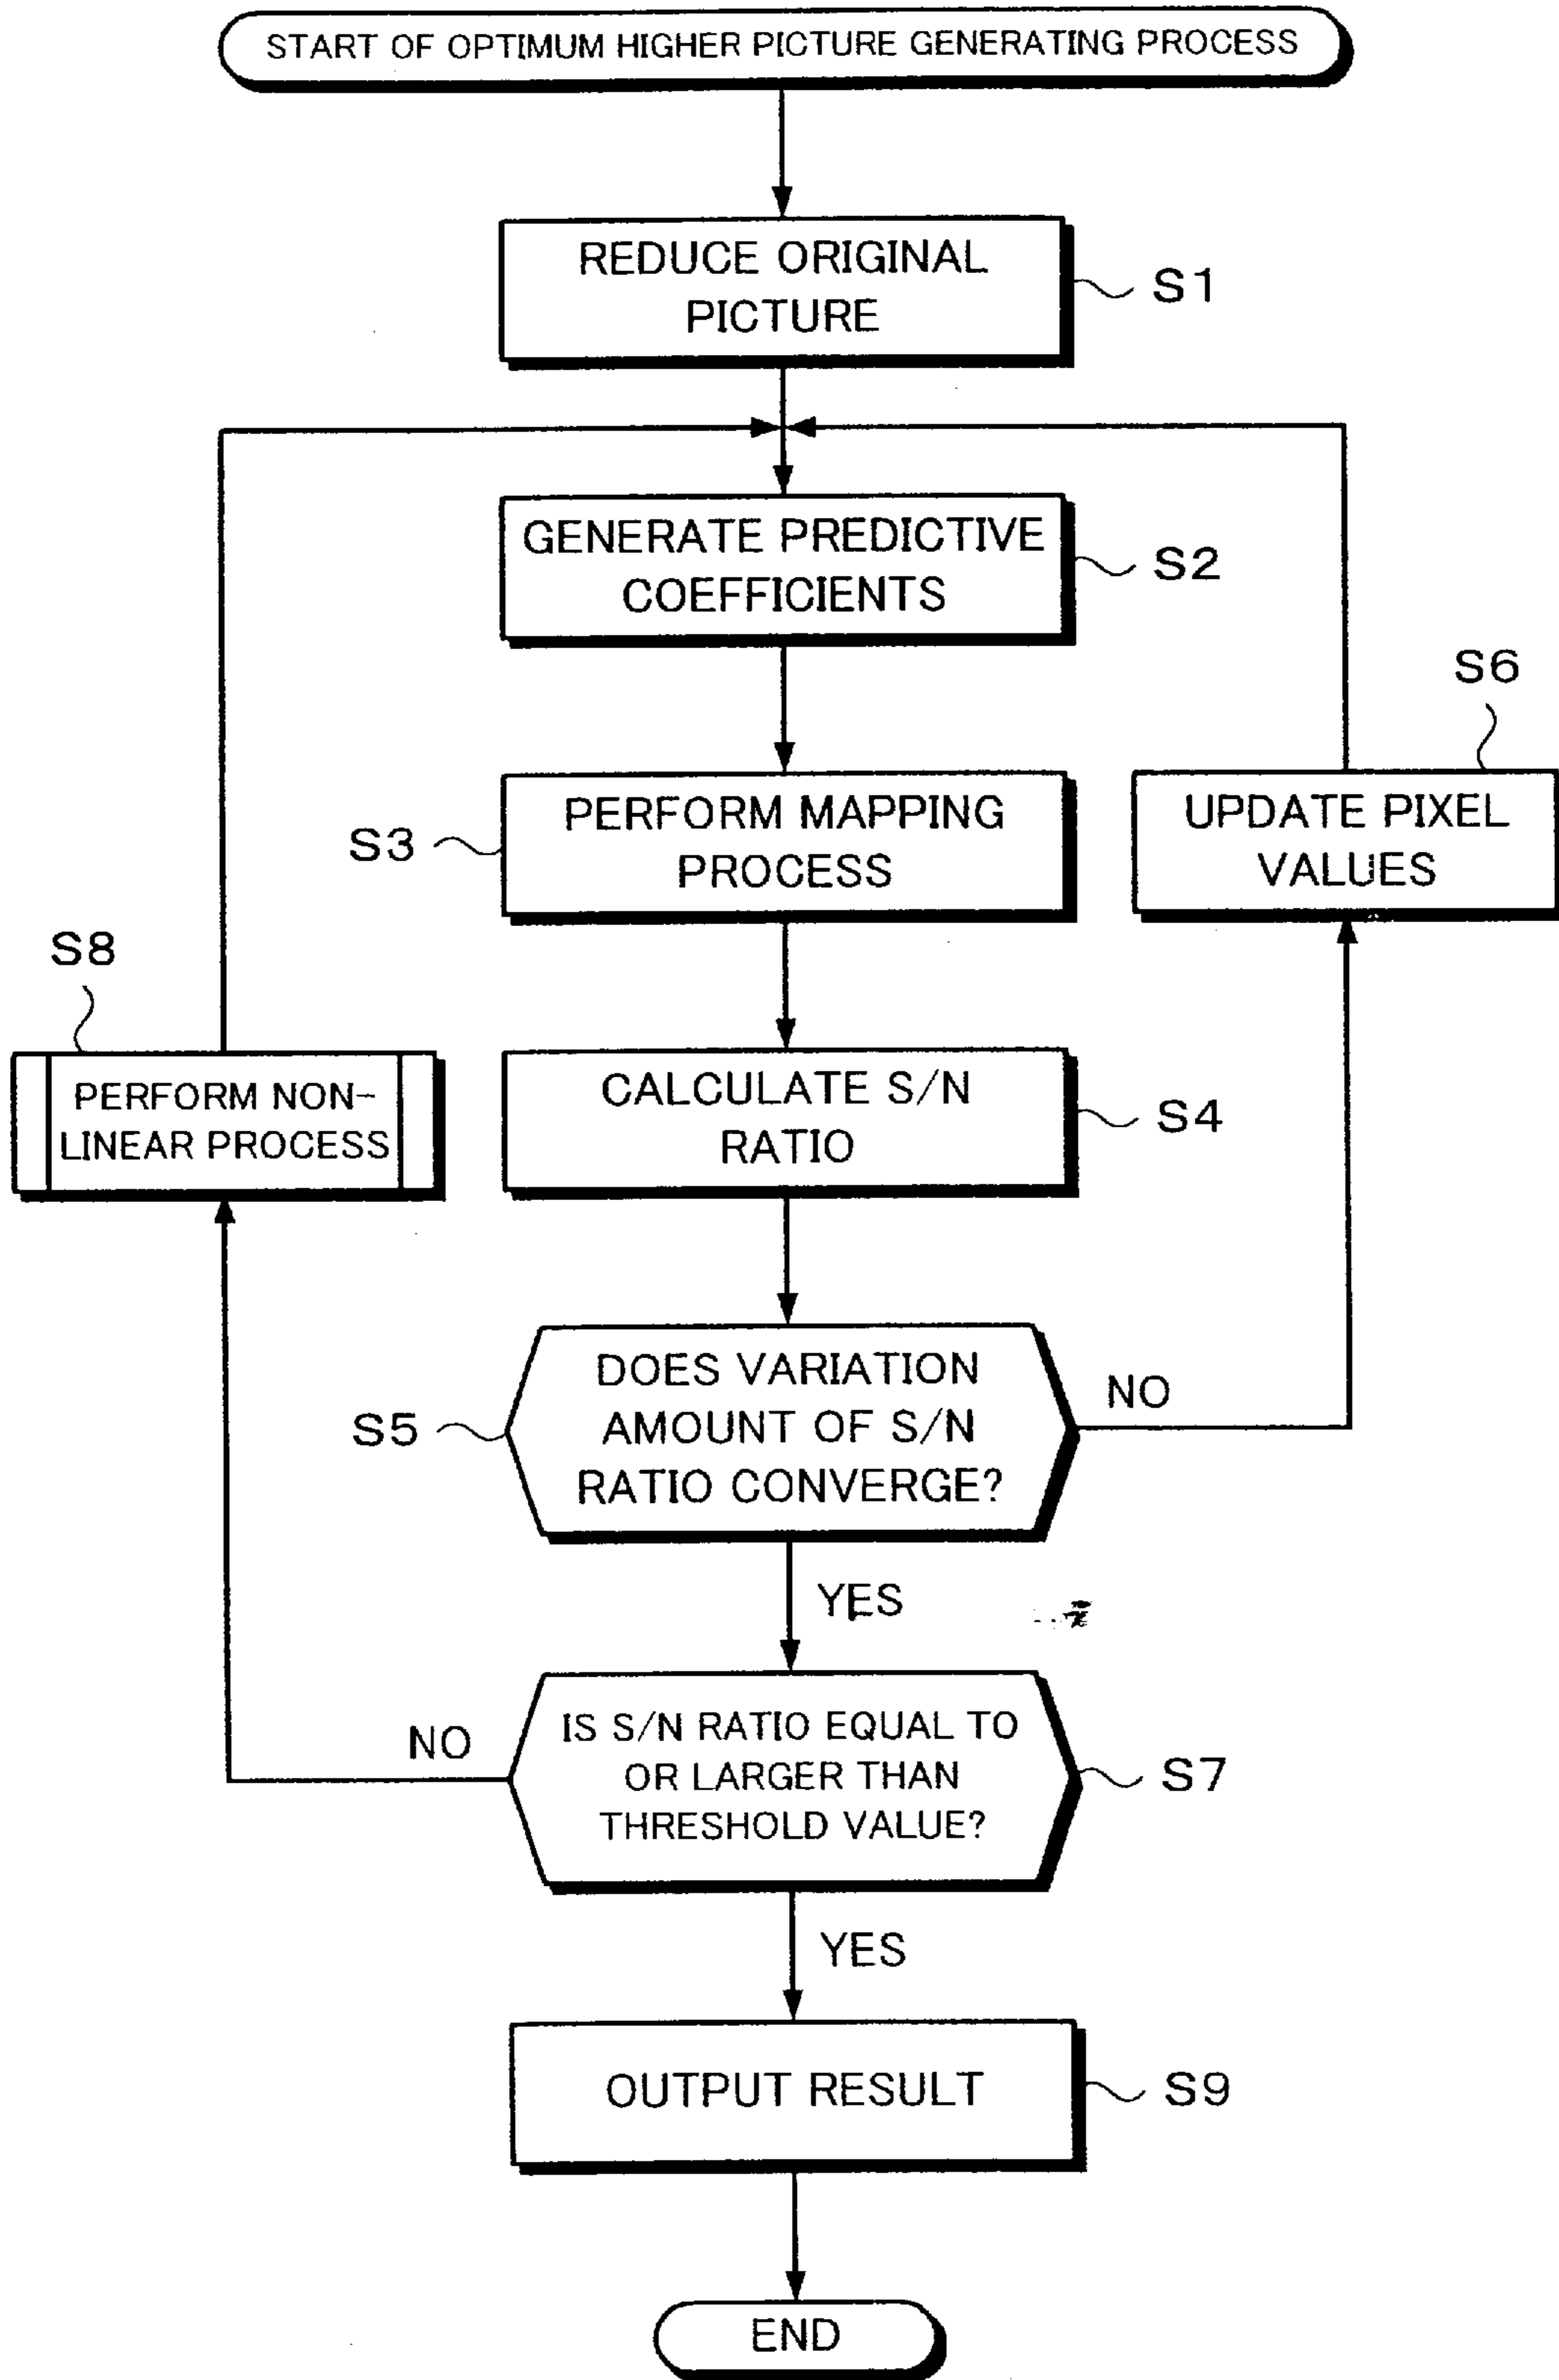 START OF OPTIMUM HIGHER PICTURE GENERATING PROCESS
REDUCE ORIGINAL
PICTURE
S1
GENERATE PREDICTIVE
COEFFICIENTS
S2
S6
PERFORM MAPPING
PROCESS
S3
UPDATE PIXEL
VALUES
S8
PERFORM NON-
LINEAR PROCESS
CALCULATE S/N
RATIO
S4
DOES VARIATION
AMOUNT OF S/N
RATIO CONVERGE?
S5
NO
YES
IS S/N RATIO EQUAL TO
OR LARGER THAN
THRESHOLD VALUE?
NO
S7
YES
OUTPUT RESULT
S9
END